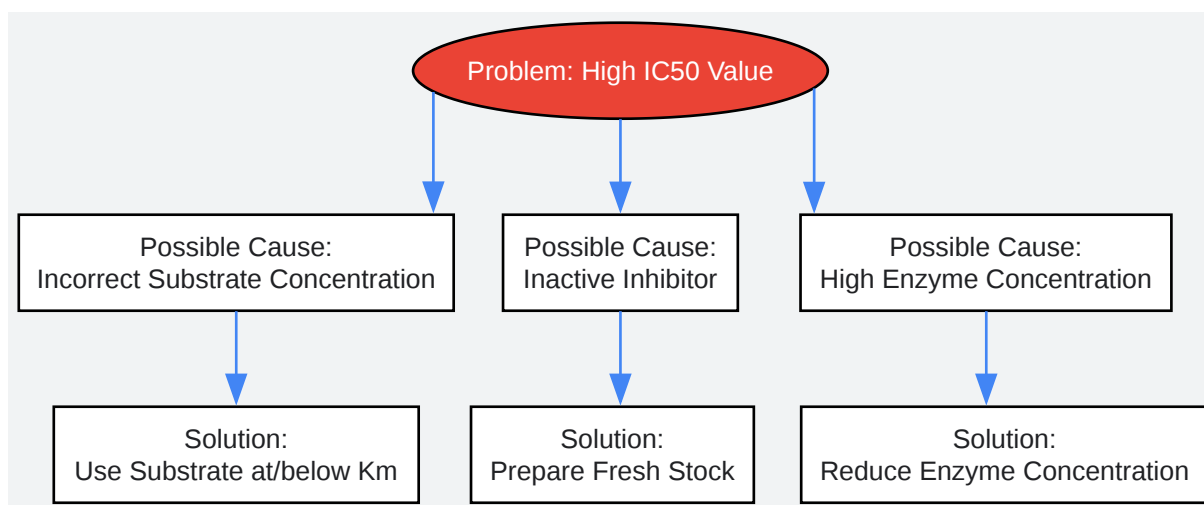 Problem: High IC50 Value
Possible Cause:
Incorrect Substrate Concentration
Possible Cause:
Inactive Inhibitor
Possible Cause:
High Enzyme Concentration
Solution:
Use Substrate at/below Km
Solution:
Prepare Fresh Stock
Solution:
Reduce Enzyme Concentration